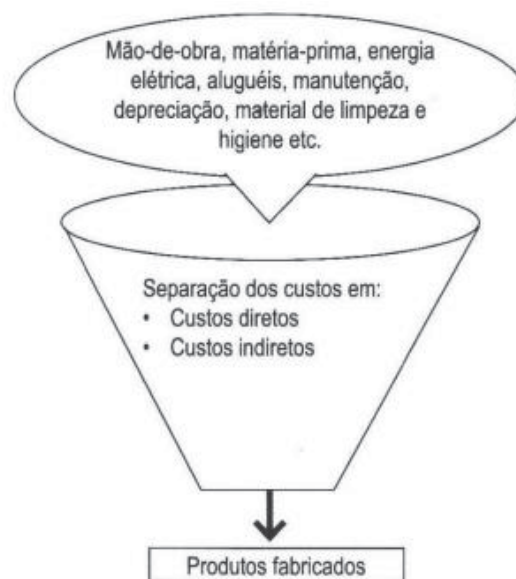 Mão-de-obra, matéria-prima, energia
elétrica, aluguéis, manutenção,
depreciação, material de limpeza e
higiene etc.
Separação dos custos em:
• Custos diretos
• Custos indiretos
Produtos fabricados